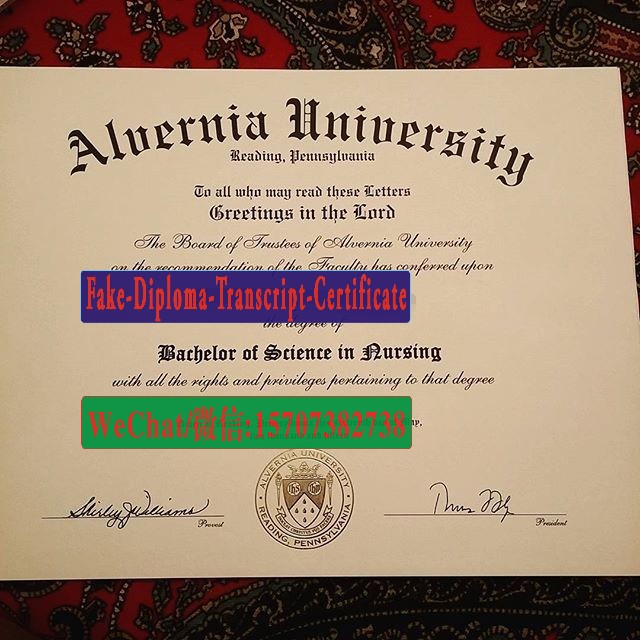 Alvernia University
Reading, Pennsylvania
To all who may read these Letters
Greetings in the Lord
The Board of Trustees of Alvernia University
on the recommendation of the Faculty has conferred upon
Fake-Diploma-Transcript-Certificate
the degree of
Bachelor of Science in Nursing
with all the rights and privileges pertaining to that degree
WeChat/微信:15707382738
ALVERNIA UNIVERSITY
READING, PENNSYLVANIA
Shirley J Williams
Provost
President